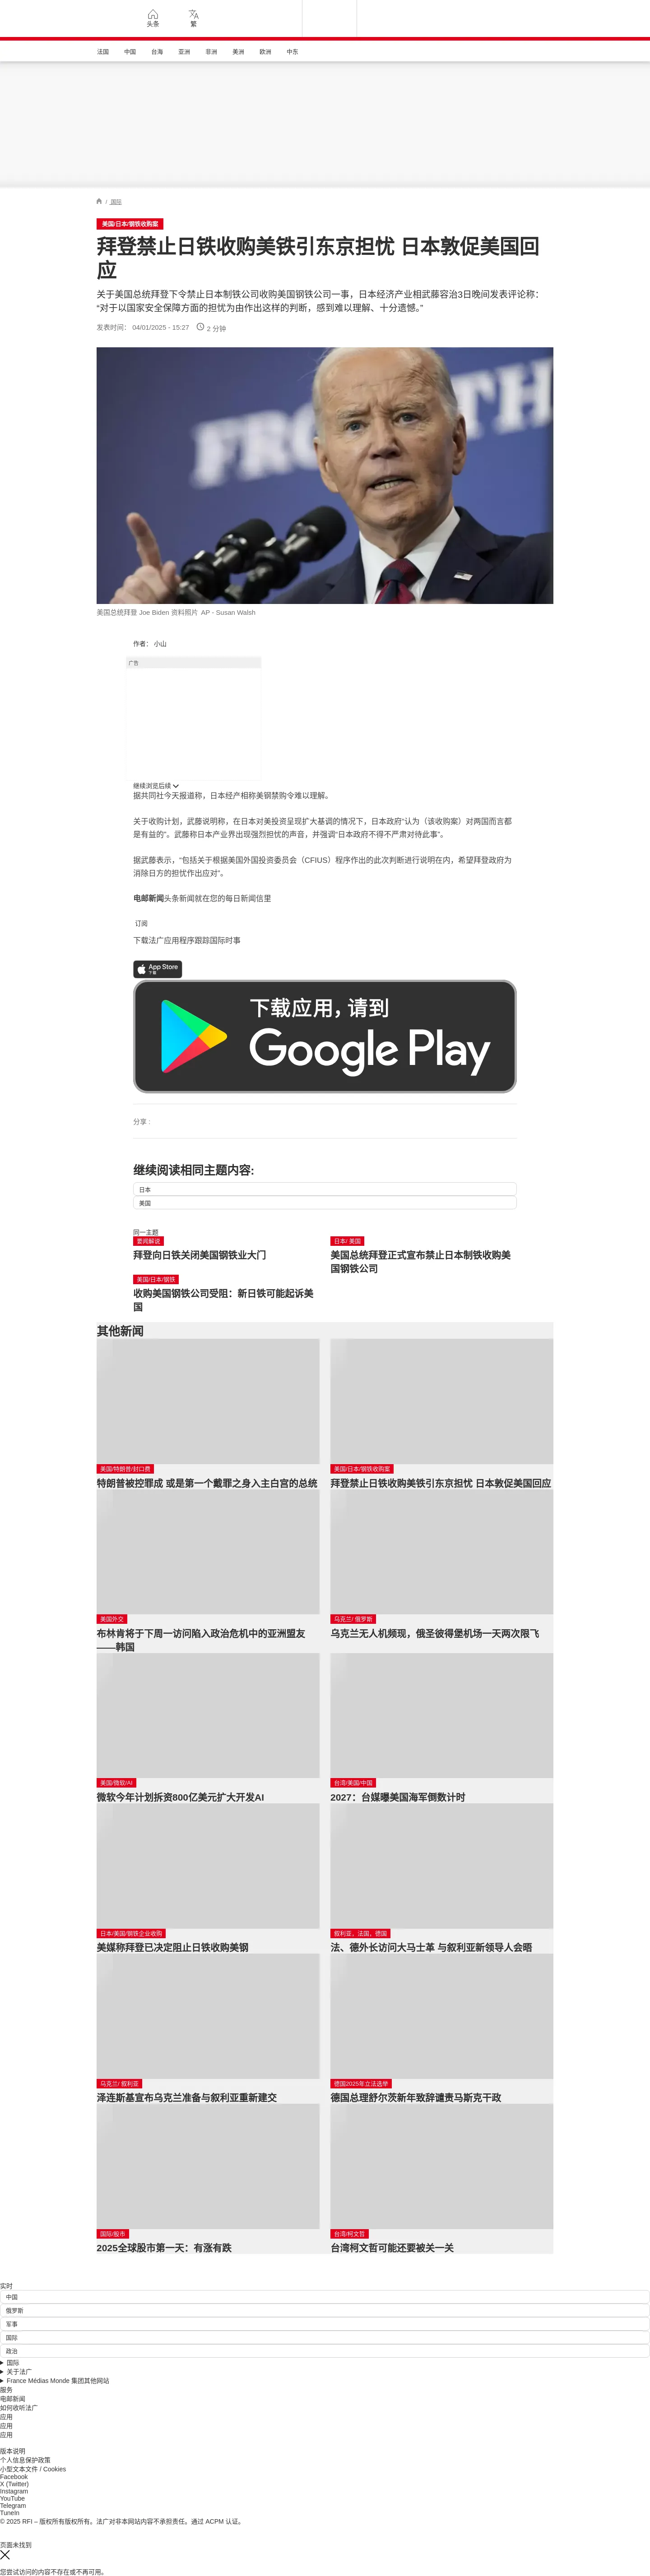 头条
繁
法国
中国
台海
亚洲
非洲
美洲
欧洲
中东
/ 国际
美国/日本/钢铁收购案
拜登禁止日铁收购美铁引东京担忧 日本敦促美国回
应
关于美国总统拜登下令禁止日本制铁公司收购美国钢铁公司一事，日本经济产业相武藤容治3日晚间发表评论称：
“对于以国家安全保障方面的担忧为由作出这样的判断，感到难以理解、十分遗憾。”
发表时间： 04/01/2025 - 15:27
2 分钟
FRONT TH
美国总统拜登 Joe Biden 资料照片 AP - Susan Walsh
作者： 小山
广告
继续浏览后续
据共同社今天报道称，日本经产相称美钢禁购令难以理解。
关于收购计划，武藤说明称，在日本对美投资呈现扩大基调的情况下，日本政府“认为（该收购案）对两国而言都
是有益的”。武藤称日本产业界出现强烈担忧的声音，并强调“日本政府不得不严肃对待此事”。
据武藤表示，“包括关于根据美国外国投资委员会（CFIUS）程序作出的此次判断进行说明在内，希望拜登政府为
消除日方的担忧作出应对”。
电邮新闻头条新闻就在您的每日新闻信里
订阅
下载法广应用程序跟踪国际时事
App Store
下载
下载应用，请到
Google Play
分享 :
继续阅读相同主题内容:
日本
美国
同一主题
要闻解说
拜登向日铁关闭美国钢铁业大门
日本/ 美国
美国总统拜登正式宣布禁止日本制铁收购美
国钢铁公司
美国/日本/钢铁
收购美国钢铁公司受阻：新日铁可能起诉美
国
其他新闻
美国/特朗普/封口费
特朗普被控罪成 或是第一个戴罪之身入主白宫的总统
美国/日本/钢铁收购案
拜登禁止日铁收购美铁引东京担忧 日本敦促美国回应
美国外交
布林肯将于下周一访问陷入政治危机中的亚洲盟友
——韩国
乌克兰/ 俄罗斯
乌克兰无人机频现，俄圣彼得堡机场一天两次限飞
美国/微软/AI
微软今年计划拆资800亿美元扩大开发AI
台湾/美国/中国
2027：台媒曝美国海军倒数计时
日本/美国/钢铁企业收购
美媒称拜登已决定阻止日铁收购美钢
叙利亚，法国，德国
法、德外长访问大马士革 与叙利亚新领导人会晤
乌克兰/ 叙利亚
泽连斯基宣布乌克兰准备与叙利亚重新建交
德国2025年立法选举
德国总理舒尔茨新年致辞谴责马斯克干政
国际/股市
2025全球股市第一天：有涨有跌
台湾/柯文哲
台湾柯文哲可能还要被关一关
实时
中国
俄罗斯
军事
国际
政治
国际
关于法广
France Médias Monde 集团其他网站
服务
电邮新闻
如何收听法广
应用
应用
应用
版本说明
个人信息保护政策
小型文本文件 / Cookies
Facebook
X (Twitter)
Instagram
YouTube
Telegram
TuneIn
© 2025 RFI – 版权所有版权所有。法广对非本网站内容不承担责任。通过 ACPM 认证。
页面未找到
您尝试访问的内容不存在或不再可用。